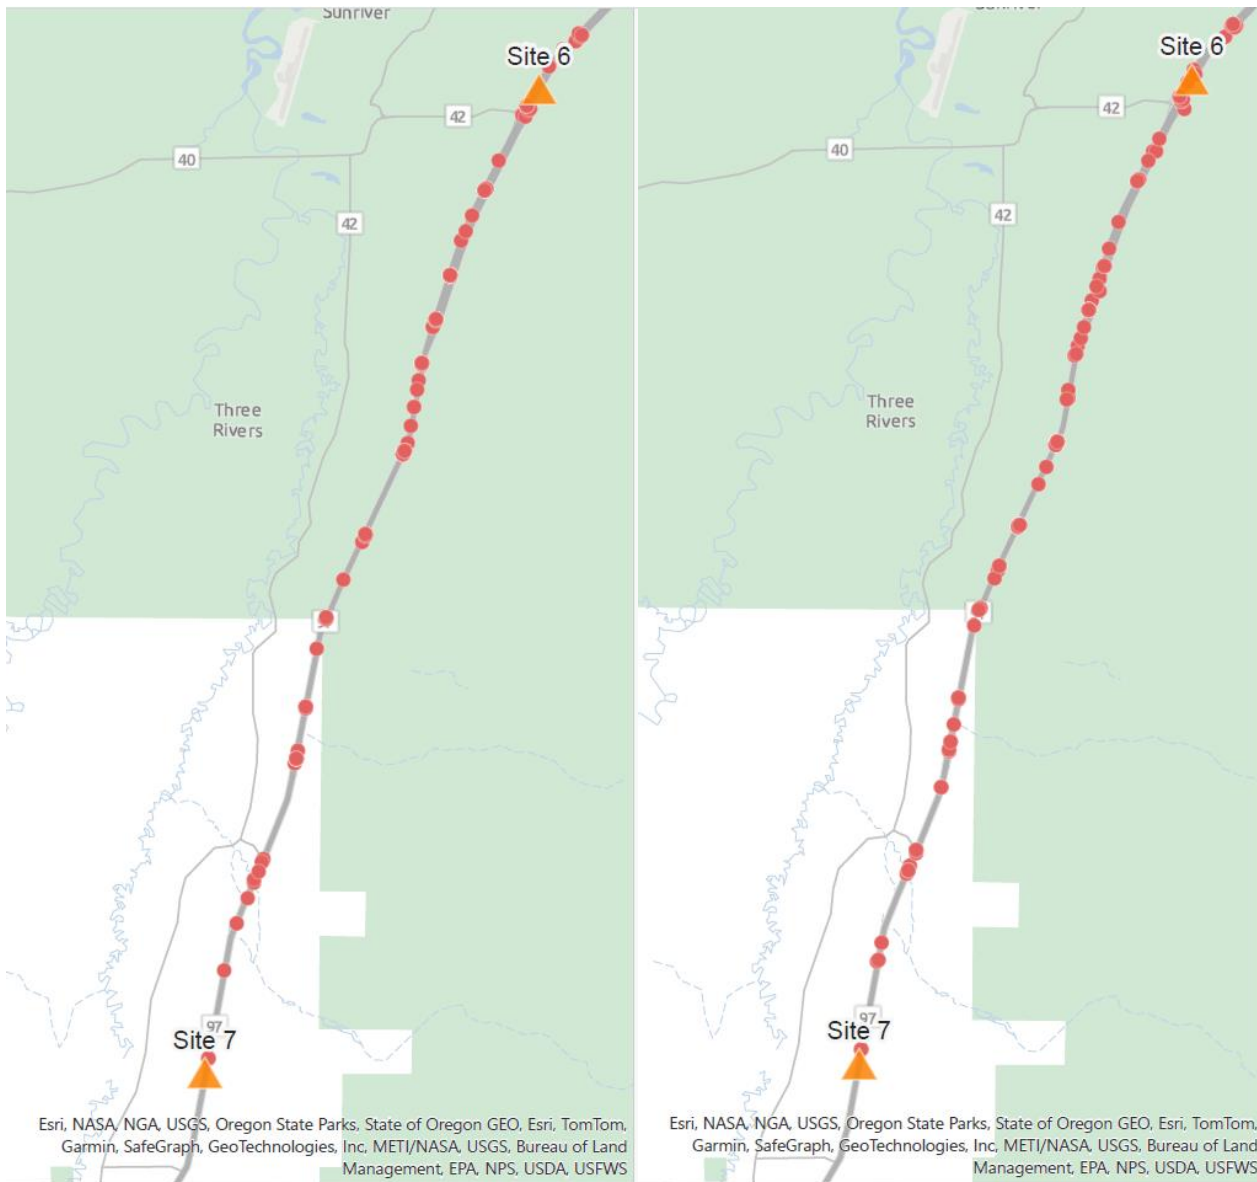 Sunriver
Site 6
42
40
42
Three
Rivers
97
Site 7
Esri, NASA, NGA, USGS, Oregon State Parks, State of Oregon GEO, Esri, TomTom,
Garmin, SafeGraph, GeoTechnologies, Inc, METI/NASA, USGS, Bureau of Land
Management, EPA, NPS, USDA, USFWS
Site 6
42
40
42
Three
Rivers
97
Site 7
Esri, NASA, NGA, USGS, Oregon State Parks, State of Oregon GEO, Esri, TomTom,
Garmin, SafeGraph, GeoTechnologies, Inc, METI/NASA, USGS, Bureau of Land
Management, EPA, NPS, USDA, USFWS